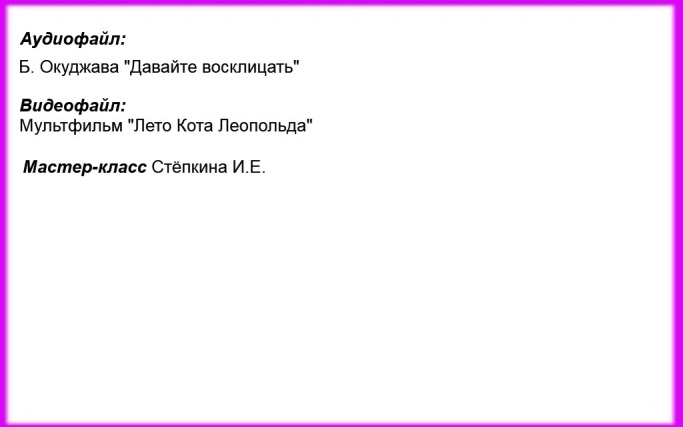 Аудиофайл:
Б. Окуджава "Давайте восклицать"
Видеофайл:
Мультфильм "Лето Кота Леопольда"
Мастер-класс Стёпкина И.Е.